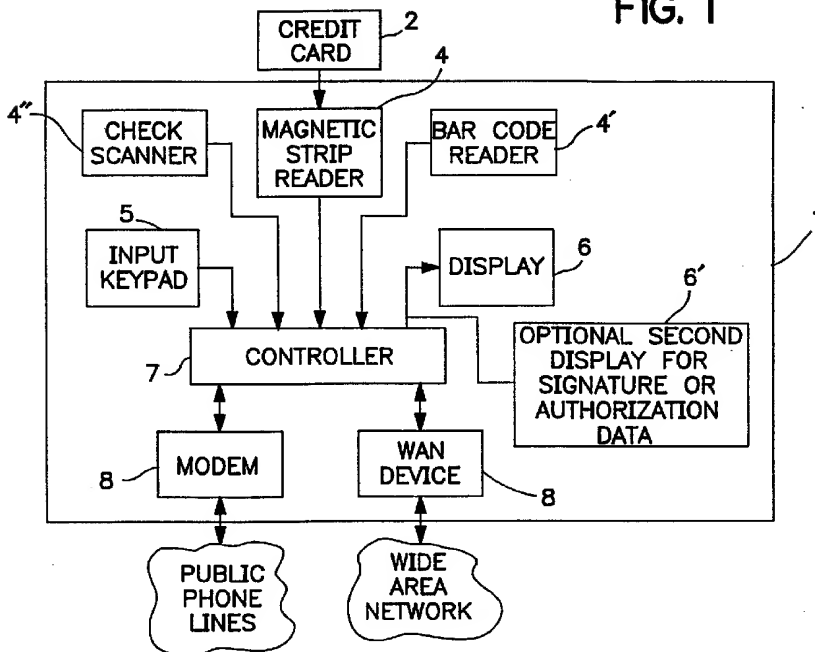 FIG. 1
CREDIT
CARD
2
4
4"
CHECK
SCANNER
MAGNETIC
STRIP
READER
BAR CODE
READER
4'
5
INPUT
KEYPAD
DISPLAY
6
6'
OPTIONAL SECOND
DISPLAY FOR
SIGNATURE OR
AUTHORIZATION
DATA
CONTROLLER
7
MODEM
8
WAN
DEVICE
8
PUBLIC
PHONE
LINES
WIDE
AREA
NETWORK